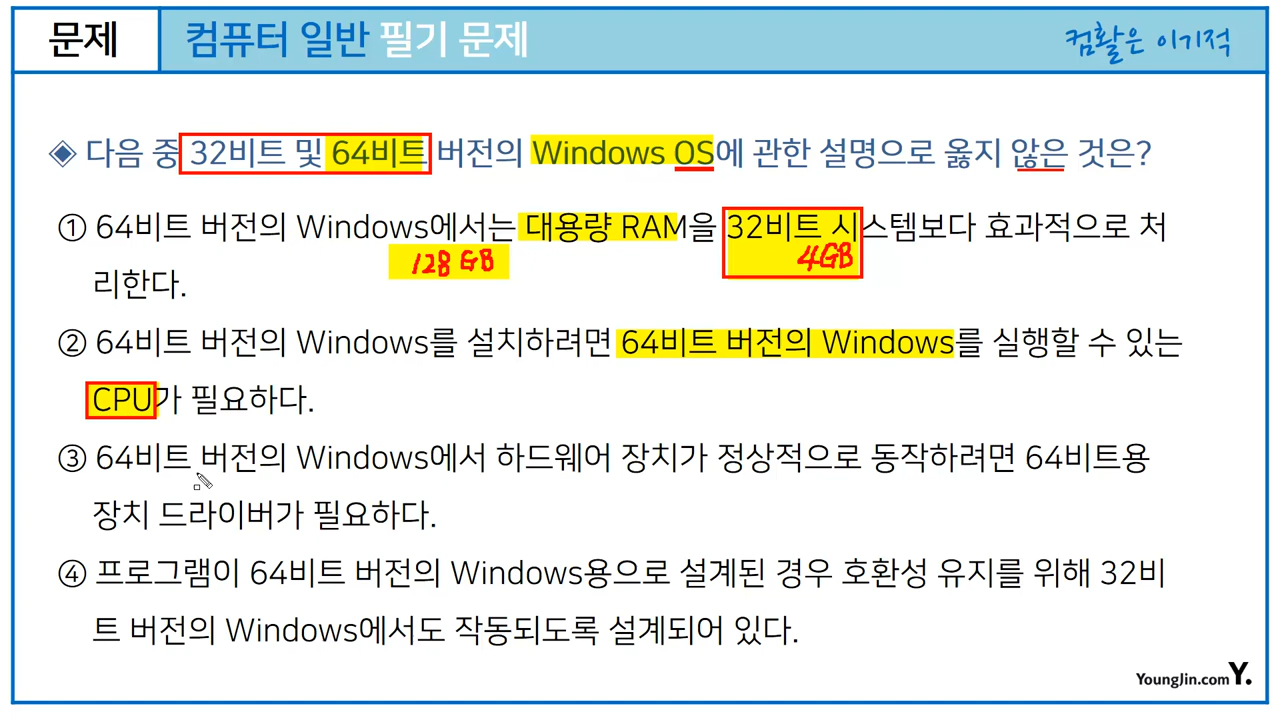 문제
컴퓨터 일반 필기 문제
컴활은 이기적
◈ 다음 중 32비트 및 64비트 버전의 Windows OS에 관한 설명으로 옳지 않은 것은?
① 64비트 버전의 Windows에서는 대용량 RAM을 32비트 시스템보다 효과적으로 처
128 GB
4GB
리한다.
② 64비트 버전의 Windows를 설치하려면 64비트 버전의 Windows를 실행할 수 있는
CPU가 필요하다.
③ 64비트 버전의 Windows에서 하드웨어 장치가 정상적으로 동작하려면 64비트용
장치 드라이버가 필요하다.
④ 프로그램이 64비트 버전의 Windows용으로 설계된 경우 호환성 유지를 위해 32비
트 버전의 Windows에서도 작동되도록 설계되어 있다.
YoungJin.com Y.